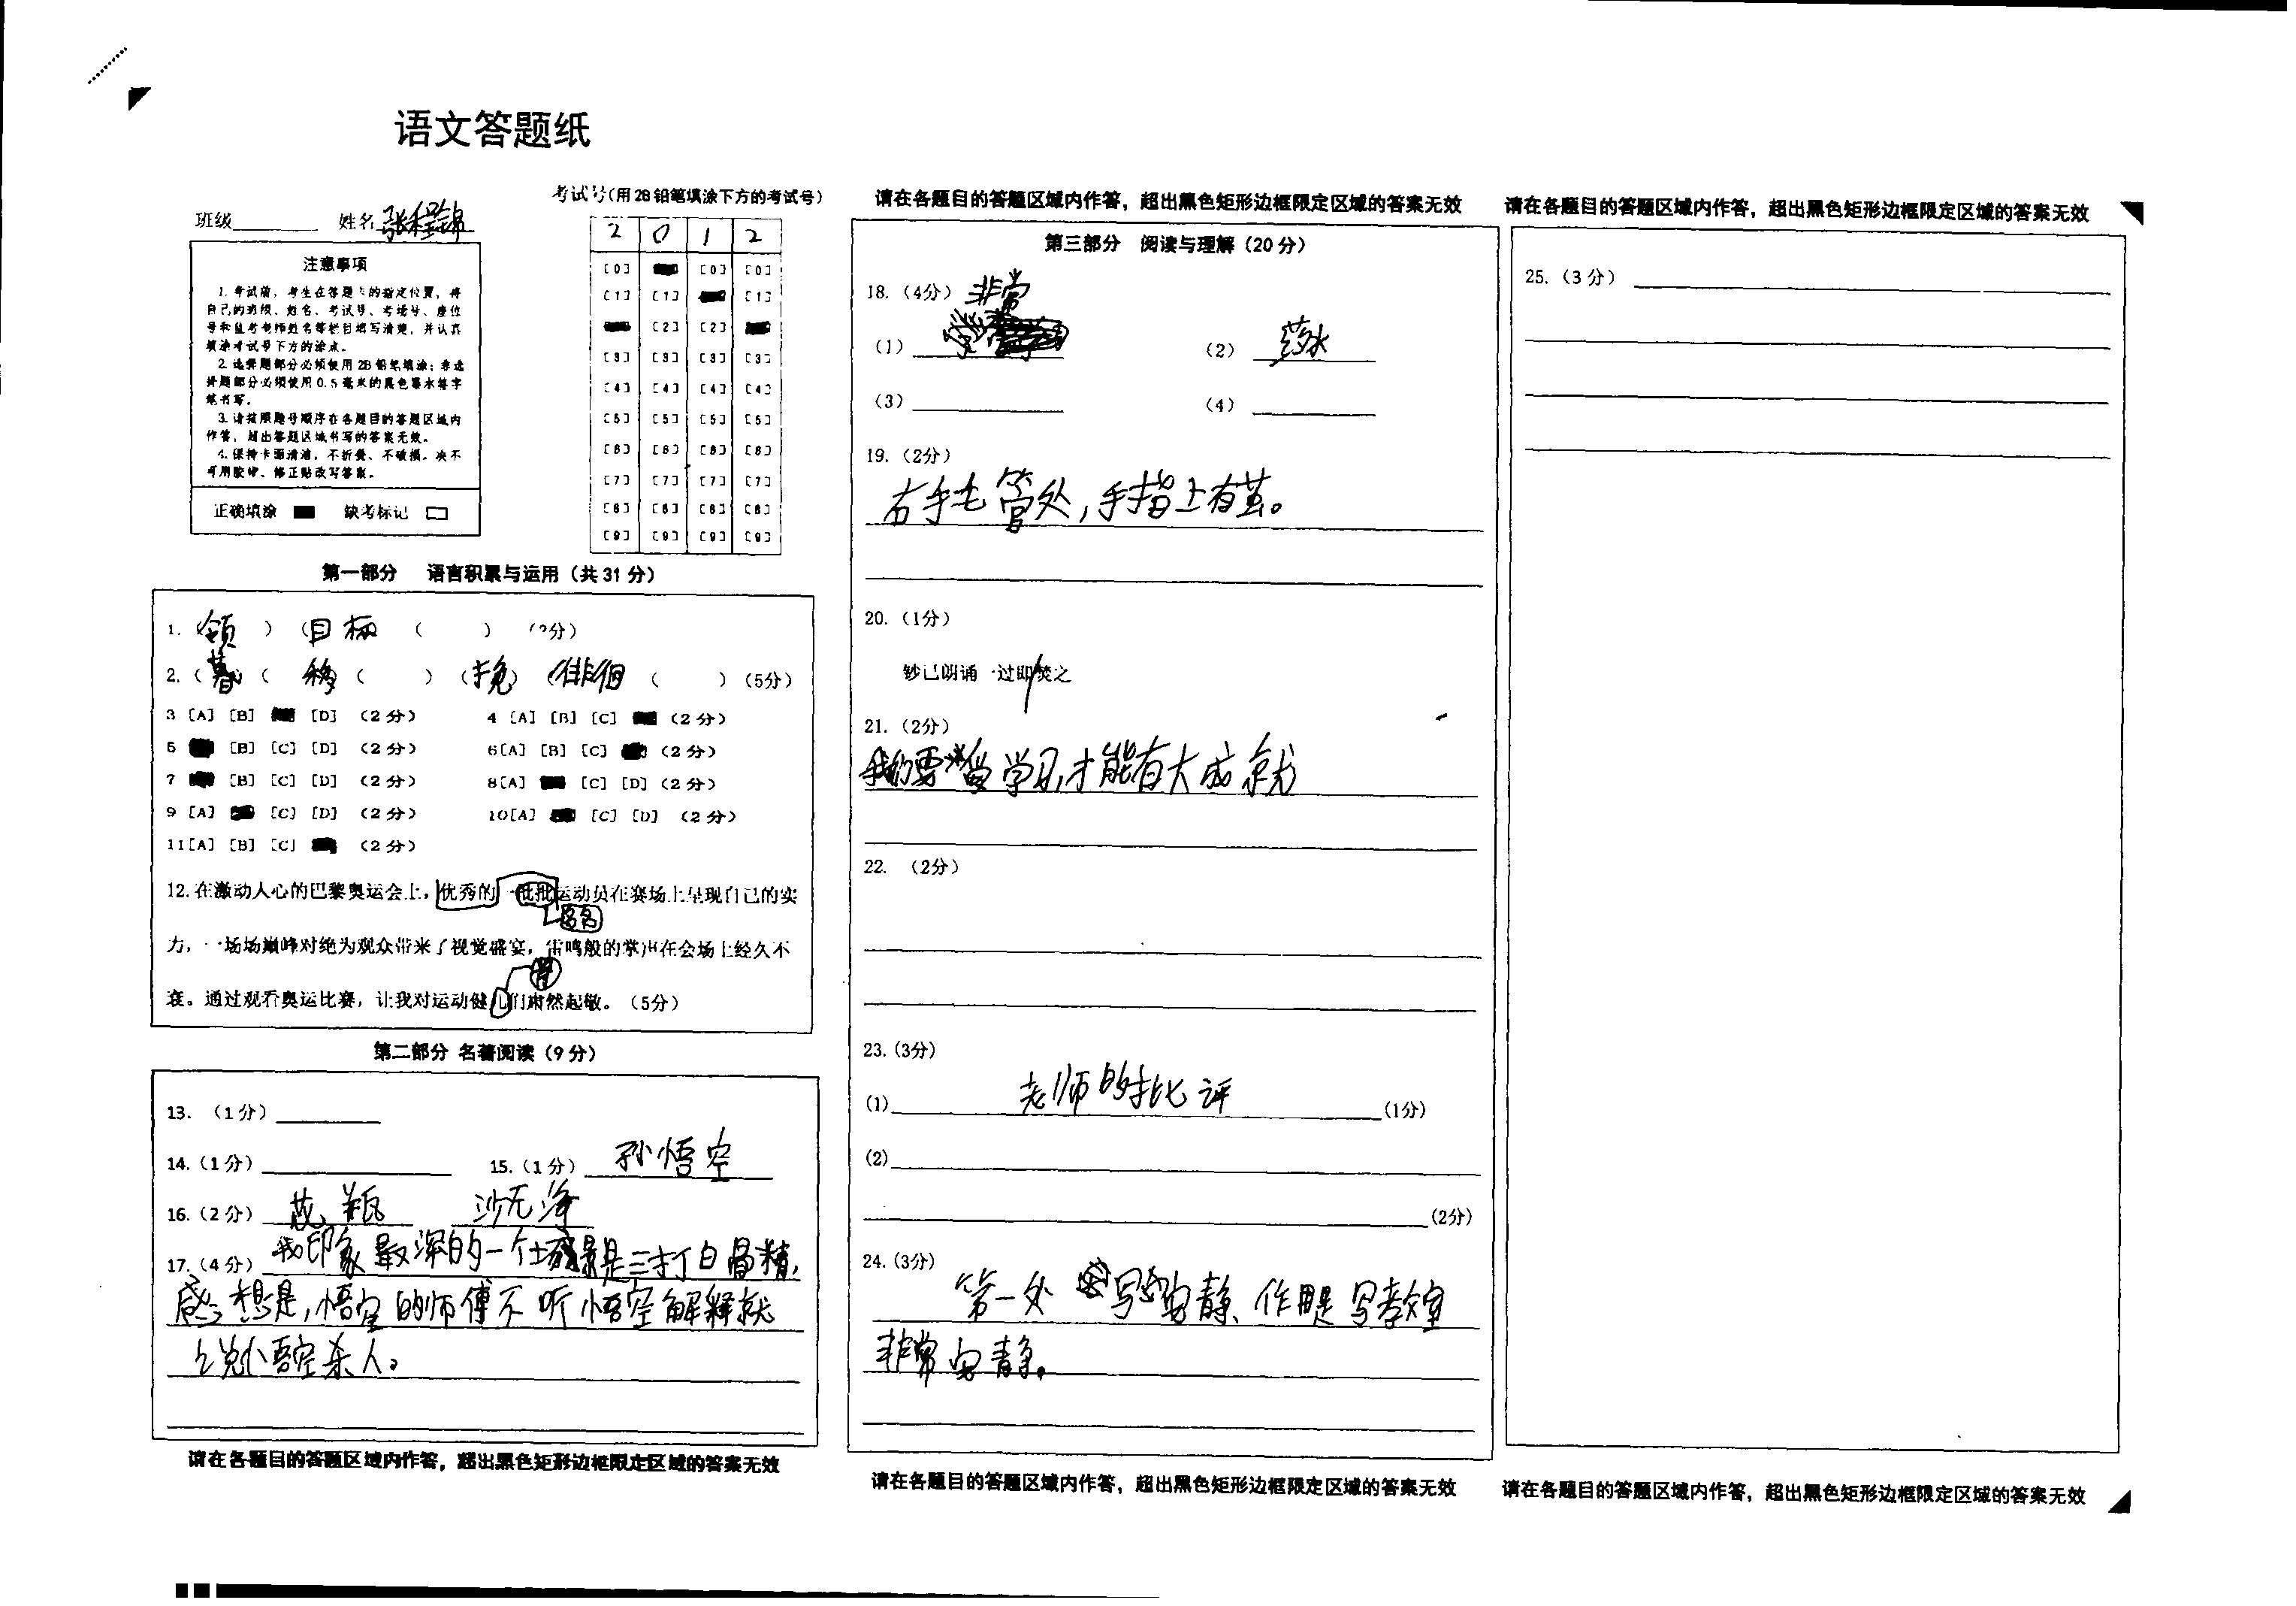 语文答题纸
班级 姓名 张程锦
考试号(用2B铅笔填涂下方的考试号)
2 0 1 2
[0] [0] [0]
[1] [1] [1]
[2] [2]
[3] [3] [3] [3]
[4] [4] [4] [4]
[5] [5] [5] [5]
[6] [6] [6] [6]
[7] [7] [7] [7]
[8] [8] [8] [8]
[9] [9] [9] [9]
注意事项
1. 考试前，考生在答题卡的指定位置，将
自己的班级、姓名、考试号、考场号、座位
号和监考老师姓名等栏目填写清楚，并认真
填涂考试号下方的涂点。
2. 选择题部分必须使用2B铅笔填涂；非选
择题部分必须使用0.5毫米的黑色墨水签字
笔书写。
3. 请按照题号顺序在各题目的答题区域内
作答，超出答题区域书写的答案无效。
4. 保持卡面清洁，不折叠、不破损。决不
可用胶带、修正贴改写答案。
正确填涂 缺考标记
第一部分 语言积累与运用（共31分）
1.（领）（目标（ ）（2分）
2.（暮（ 移（ ）（挽）（徘徊（ ）（5分）
3 [A] [B] [D] （2分） 4 [A] [B] [C] （2分）
5 [B] [C] [D] （2分） 6[A] [B] [C] （2分）
7 [B] [C] [D] （2分） 8[A] [C] [D]（2分）
9 [A] [C] [D] （2分） 10[A] [C] [D] （2分）
11[A] [B] [C] （2分）
12.在激动人心的巴黎奥运会上，优秀的一批批运动员在赛场上呈现自己的实
力，一场场巅峰对绝为观众带来了视觉盛宴，雷鸣般的掌声在会场上经久不
衰。通过观看奥运比赛，让我对运动健儿们肃然起敬。（5分）
第二部分 名著阅读（9分）
13. （1分）
14.（1分） 15.（1分） 孙悟空
16.（2分） 沙无净
17.（4分）我印象最深的一个场景是三打白骨精，
感想是，悟空的师傅不听悟空解释就
杀人。
请在各题目的答题区域内作答，超出黑色矩形边框限定区域的答案无效
请在各题目的答题区域内作答，超出黑色矩形边框限定区域的答案无效
第三部分 阅读与理解（20分）
18.（4分） 非常
（1） （2） 药水
（3） （4）
19.（2分）
右手毛管处，手指上有茧。
20.（1分）
钞已朗诵一过即焚之
21.（2分）
我们要 学习，才能有大成就
22. （2分）
23.（3分）
(1) 老师的批评 (1分)
(2)
(2分)
24.（3分）
第一处 写 安静、作用是写教室
非常安静。
请在各题目的答题区域内作答，超出黑色矩形边框限定区域的答案无效
请在各题目的答题区域内作答，超出黑色矩形边框限定区域的答案无效
25.（3分）
请在各题目的答题区域内作答，超出黑色矩形边框限定区域的答案无效